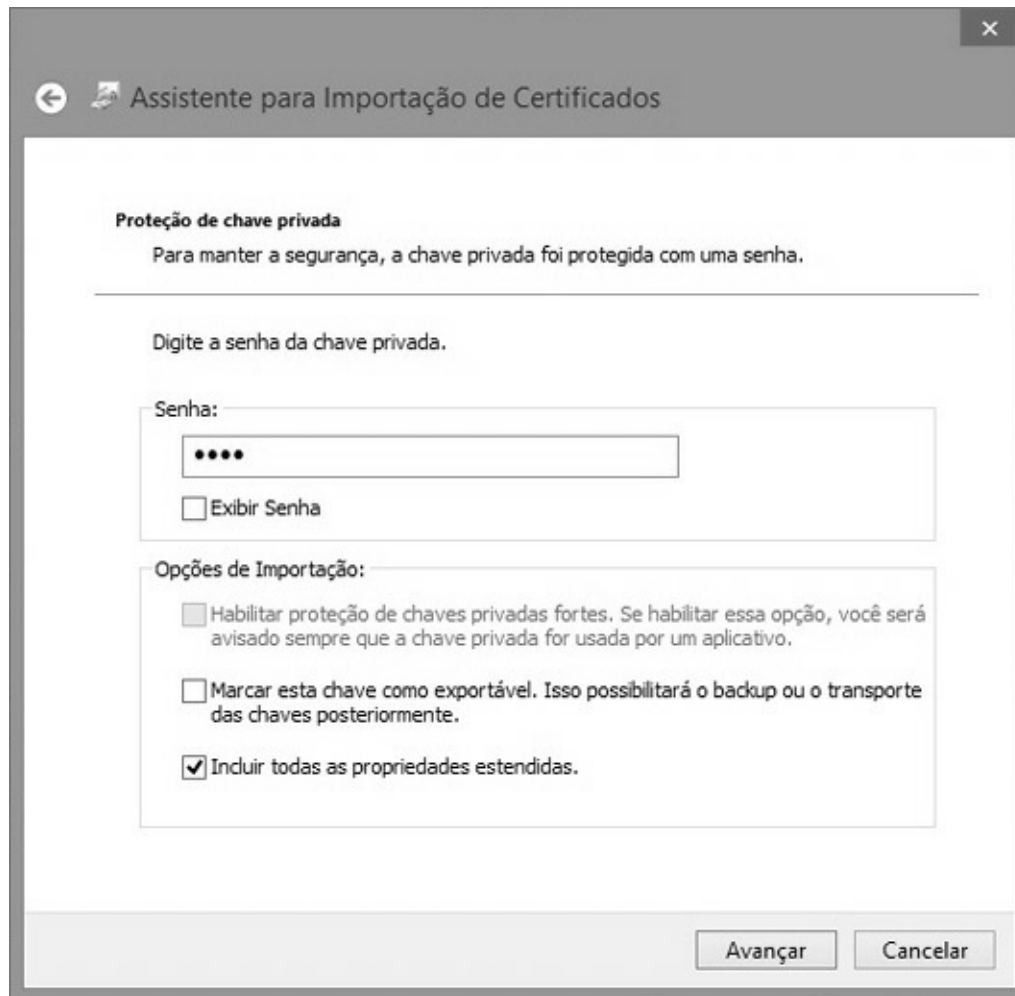 Assistente para Importação de Certificados
Proteção de chave privada
Para manter a segurança, a chave privada foi protegida com uma senha.
Digite a senha da chave privada.
Senha:
••••
Exibir Senha
Opções de Importação:
Habilitar proteção de chaves privadas fortes. Se habilitar essa opção, você será
avisado sempre que a chave privada for usada por um aplicativo.
Marcar esta chave como exportável. Isso possibilitará o backup ou o transporte
das chaves posteriormente.
Incluir todas as propriedades estendidas.
Avançar
Cancelar